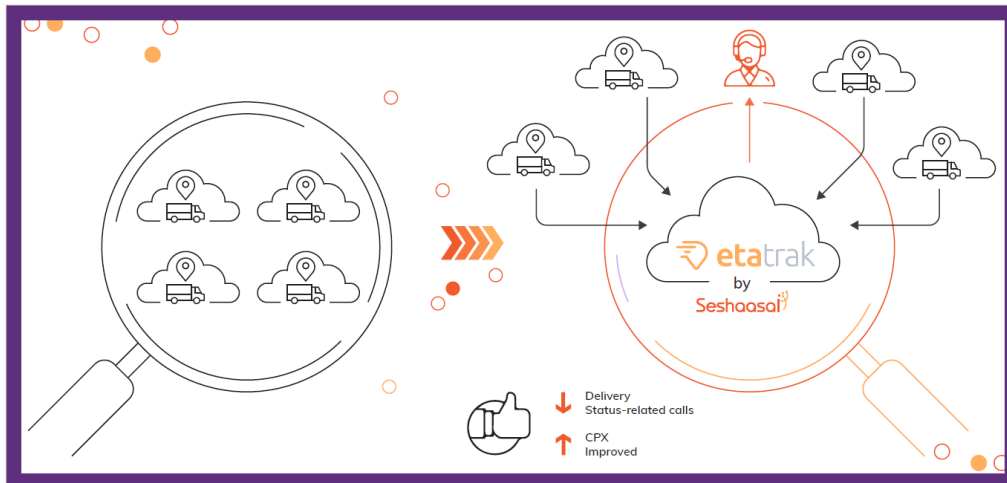 etatrak
by
Seshaasai
Delivery
Status-related calls
CPX
Improved